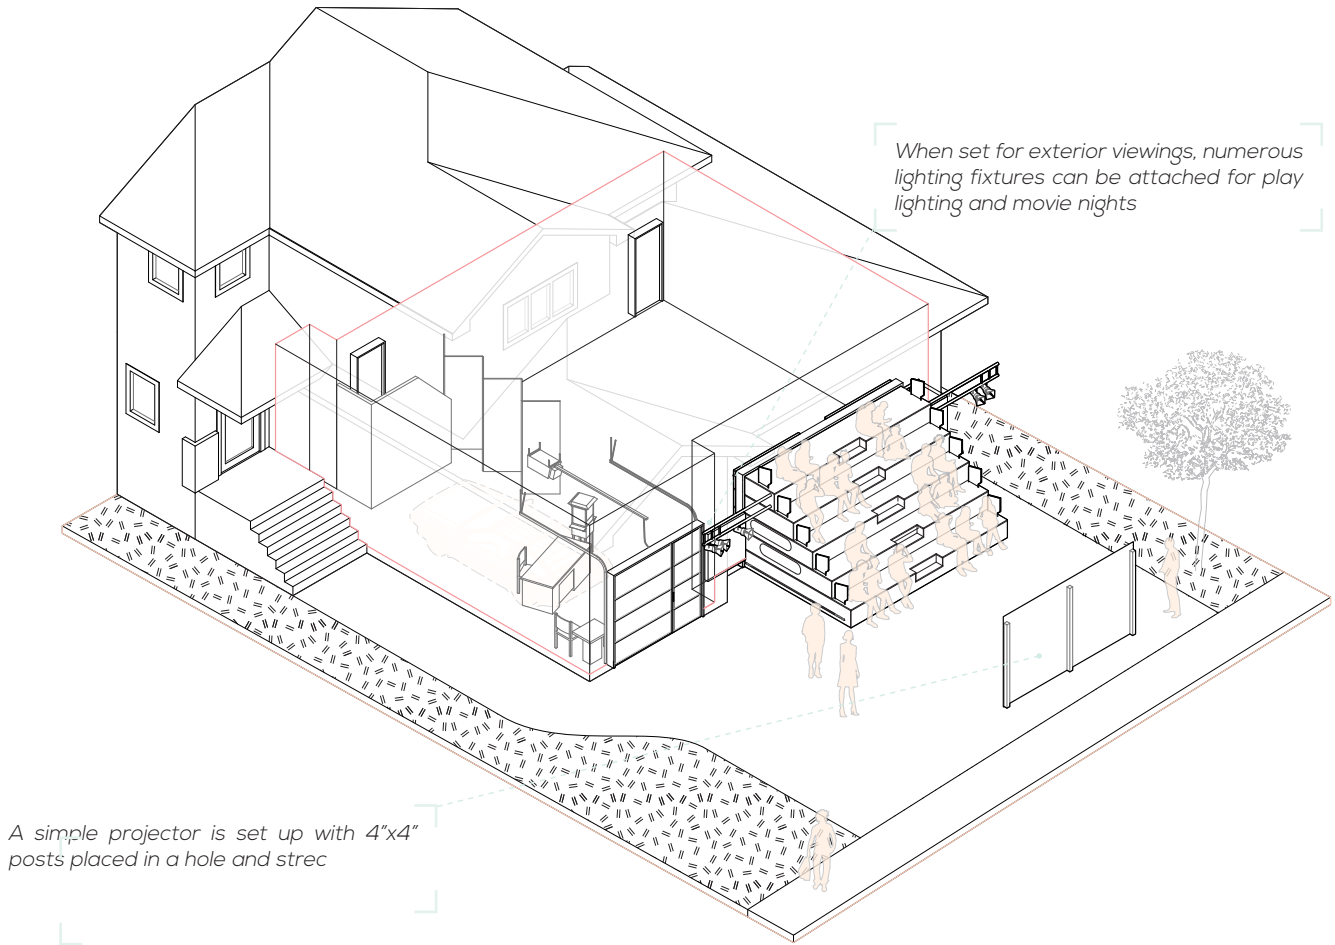 When set for exterior viewings, numerous
lighting fixtures can be attached for play
lighting and movie nights
A simple projector is set up with 4"x4"
posts placed in a hole and strec